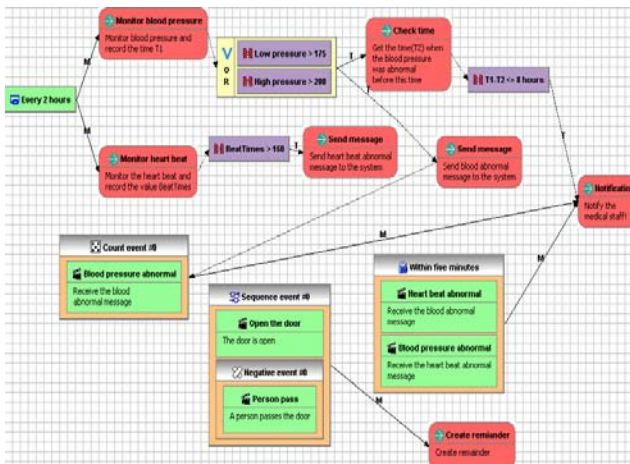 Monitor blood pressure
Monitor blood pressure and
record the time T1
Low pressure > 175
High pressure > 200
V
O
R
Check time
Get the time(T2) when
the blood pressure
was abnormal
before this time
T1-T2 <= 8 hours
M
T
T
Every 2 hours
M
Monitor heart beat
Monitor the heart beat and
record the value BeatTimes
BeatTimes > 160
T
Send message
Send heart beat abnormal
message to the system
Send message
Send blood abnormal
message to the system
T
Notification
Notify the
medical staff!
M
Count event #0
Blood pressure abnormal
Receive the blood
abnormal message
Within five minutes
Heart beat abnormal
Receive the blood abnormal
message
Blood pressure abnormal
Receive the heart beat abnormal
message
M
Sequence event #0
Open the door
The door is open
Negative event #0
Person pass
A person passes the door
M
Create remiander
Create remainder